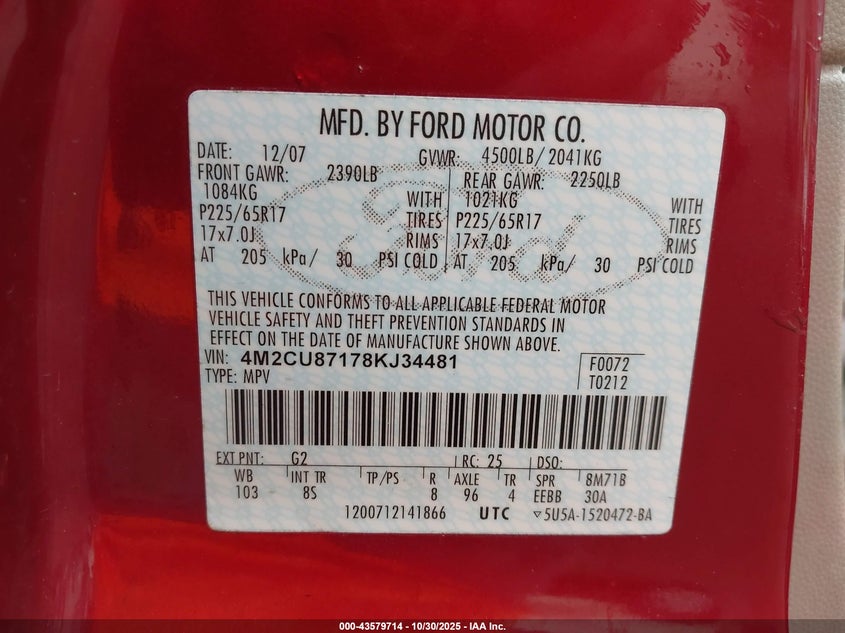 MFD. BY FORD MOTOR CO.
DATE: 12/07 GVWR: 4500LB/2041KG
FRONT GAWR: 2390LB REAR GAWR: 2250LB
1084KG WITH 1021KG WITH
P225/65R17 TIRES P225/65R17 TIRES
17x7.0J RIMS 17x7.0J RIMS
AT 205 kPa/ 30 PSI COLD AT 205 kPa/ 30 PSI COLD
Ford
THIS VEHICLE CONFORMS TO ALL APPLICABLE FEDERAL MOTOR
VEHICLE SAFETY AND THEFT PREVENTION STANDARDS IN
EFFECT ON THE DATE OF MANUFACTURE SHOWN ABOVE.
VIN: 4M2CU87178KJ34481 F0072
TYPE: MPV T0212
EXT PNT: G2 RC: 25 DSO:
WB INT TR TP/PS R AXLE TR SPR 8M71B
103 8S 8 96 4 EEBB 30A
1200712141866 UTC ▽5U5A-1520472-BA
000-43579714 - 10/30/2025 - IAA Inc.